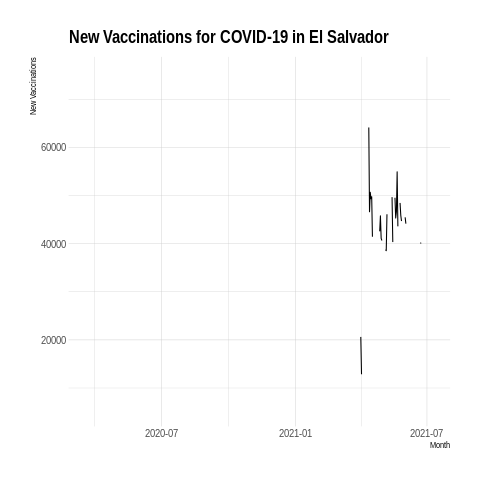 New Vaccinations for COVID-19 in El Salvador
New Vaccinations
60000
40000
20000
2020-07 2021-01 2021-07
Month